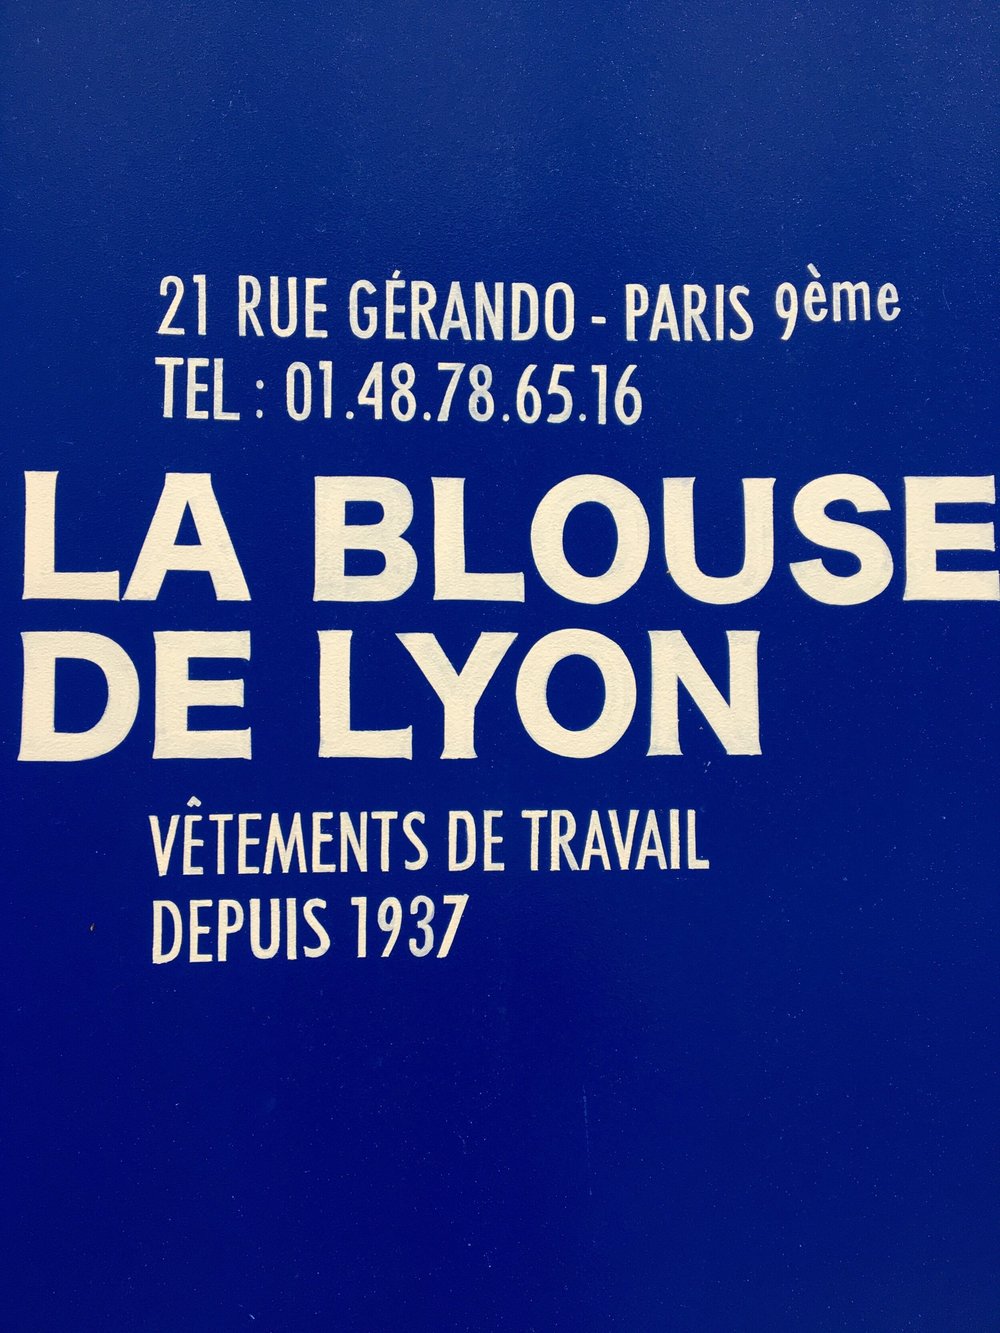 21 RUE GÉRANDO - PARIS 9ème
TEL : 01.48.78.65.16
LA BLOUSE
DE LYON
VÊTEMENTS DE TRAVAIL
DEPUIS 1937